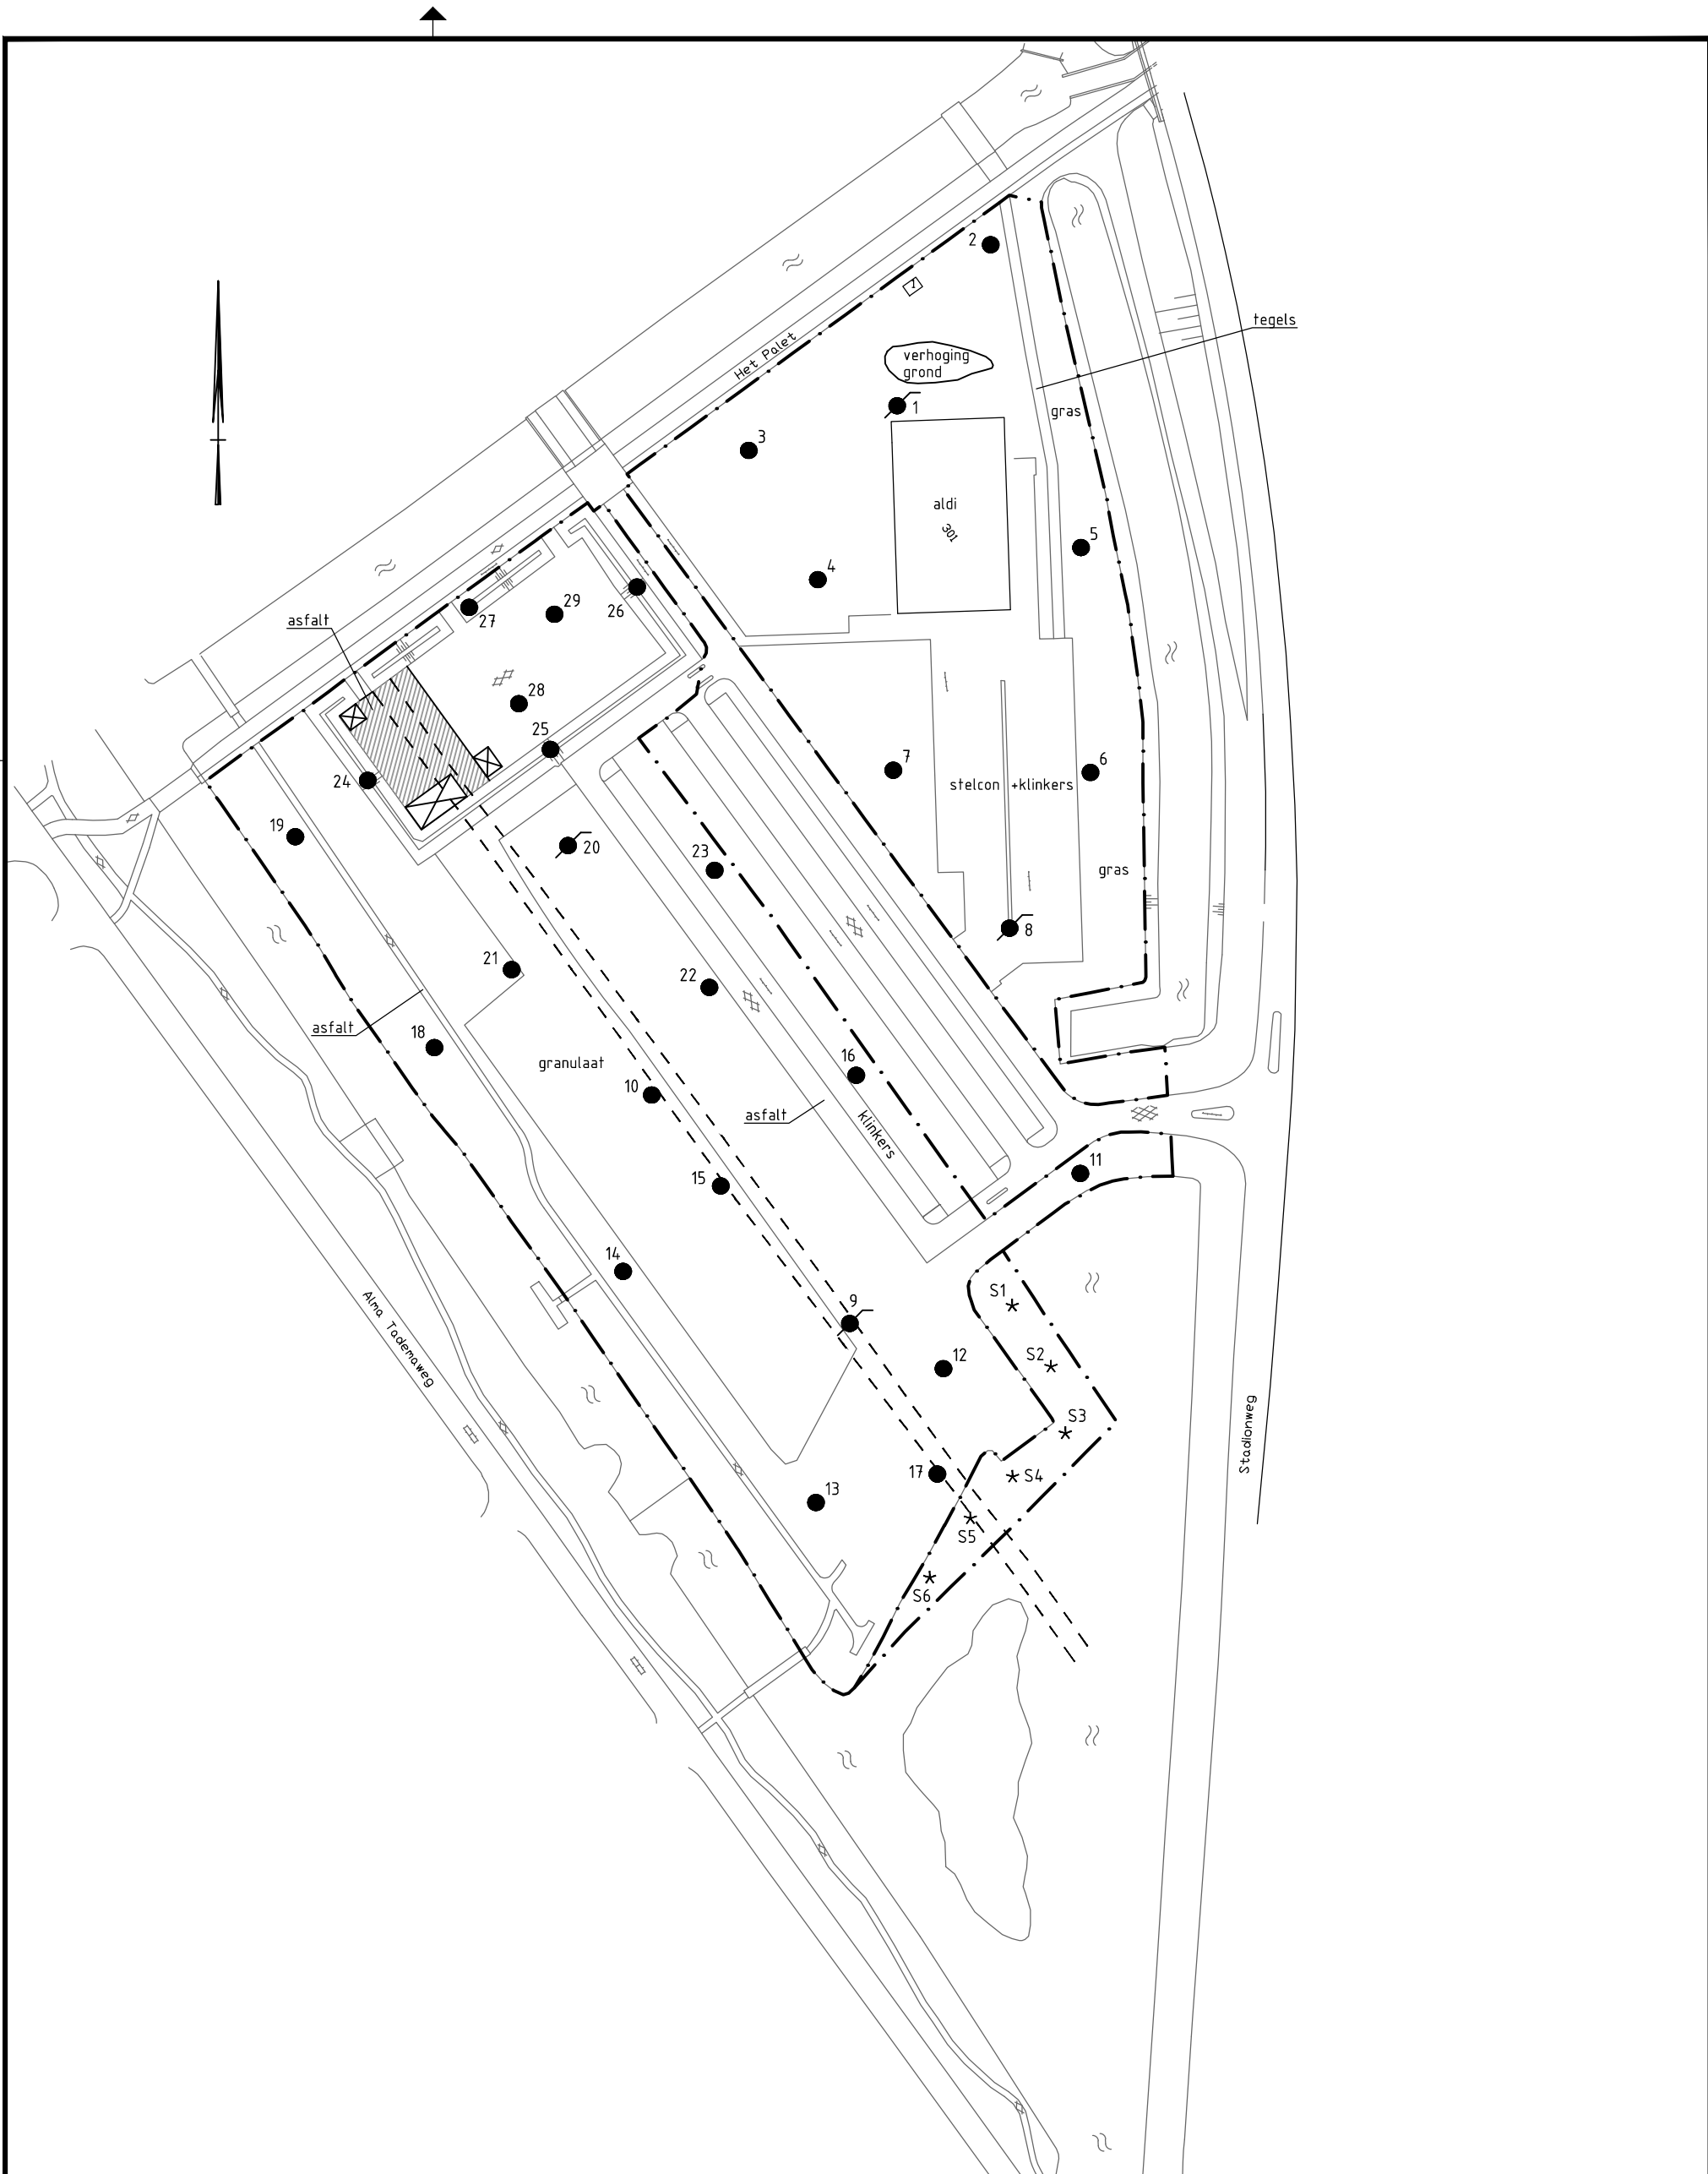 2
tegels
Het Palet
verhoging
grond
1
gras
3
aldi
301
5
4
29
26
27
asfalt
28
25
24
7
6
stelcon +klinkers
19
20
23
gras
8
21
22
asfalt
18
16
granulaat
10
asfalt
klinkers
11
15
14
S1
Alma Tademaweg
9
12
S2
S3
Stadionweg
17
S4
13
S5
S6